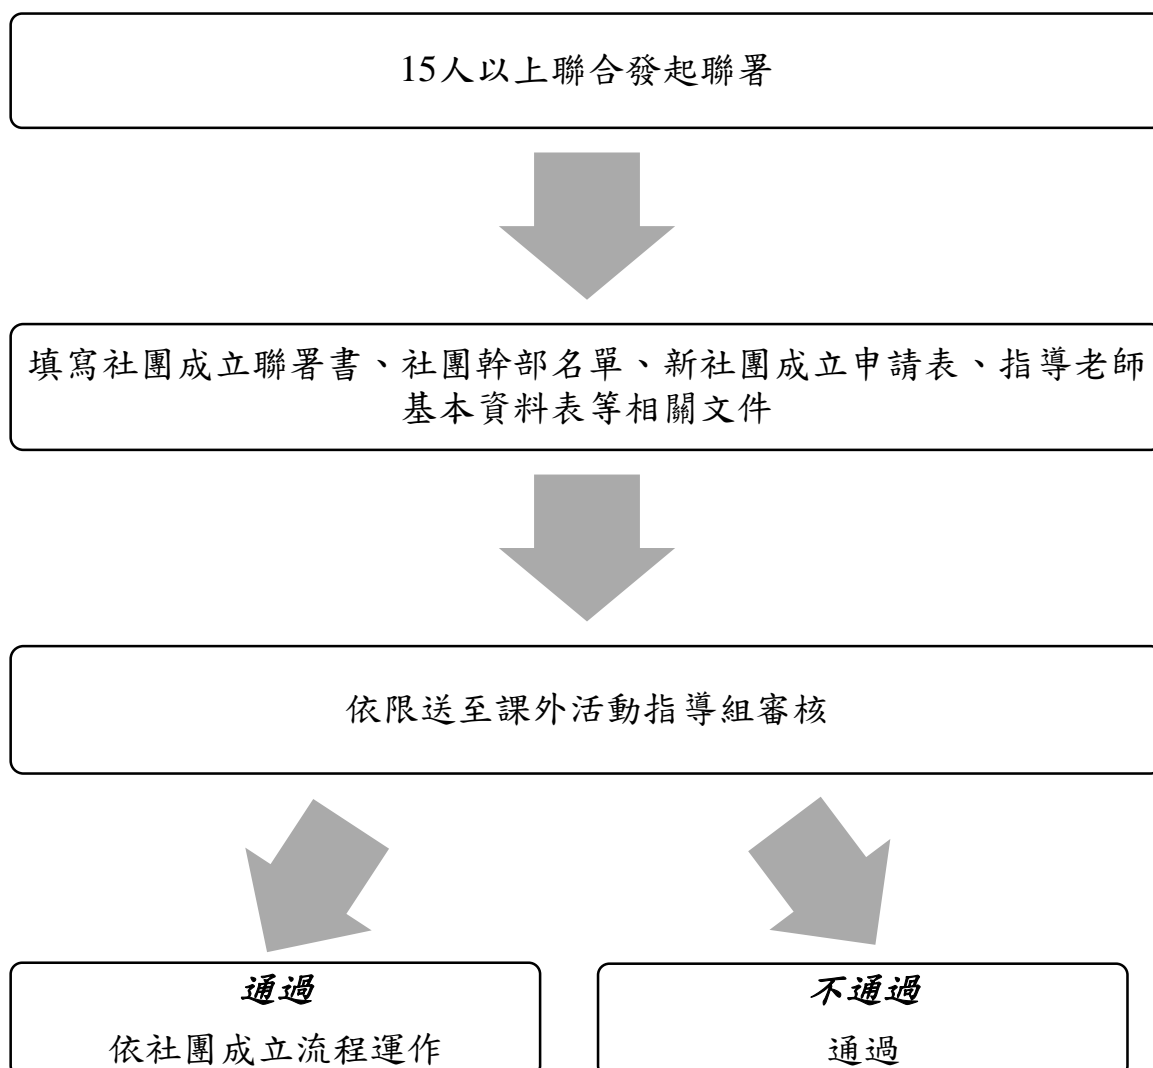 15人以上聯合發起聯署
填寫社團成立聯署書、社團幹部名單、新社團成立申請表、指導老師
基本資料表等相關文件
依限送至課外活動指導組審核
通過
依社團成立流程運作
不通過
通過